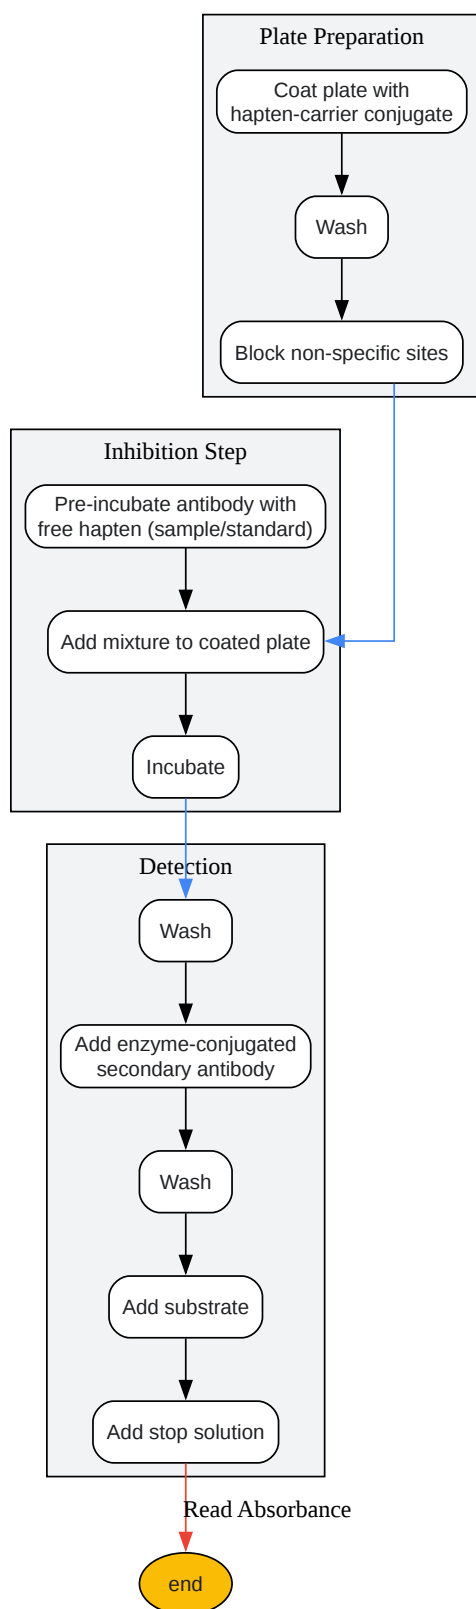 Plate Preparation
Coat plate with
hapten-carrier conjugate
Wash
Block non-specific sites
Inhibition Step
Pre-incubate antibody with
free hapten (sample/standard)
Add mixture to coated plate
Incubate
Detection
Wash
Add enzyme-conjugated
secondary antibody
Wash
Add substrate
Add stop solution
Read Absorbance
end